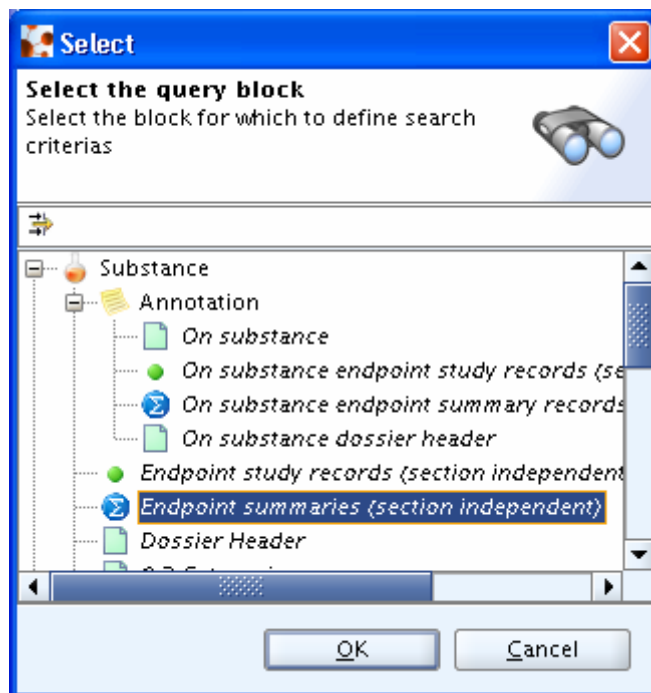 Select
Select the query block
Select the block for which to define search
criterias
Substance
Annotation
On substance
On substance endpoint study records (se
On substance endpoint summary records
On substance dossier header
Endpoint study records (section independent
Endpoint summaries (section independent)
Dossier Header
OK
Cancel